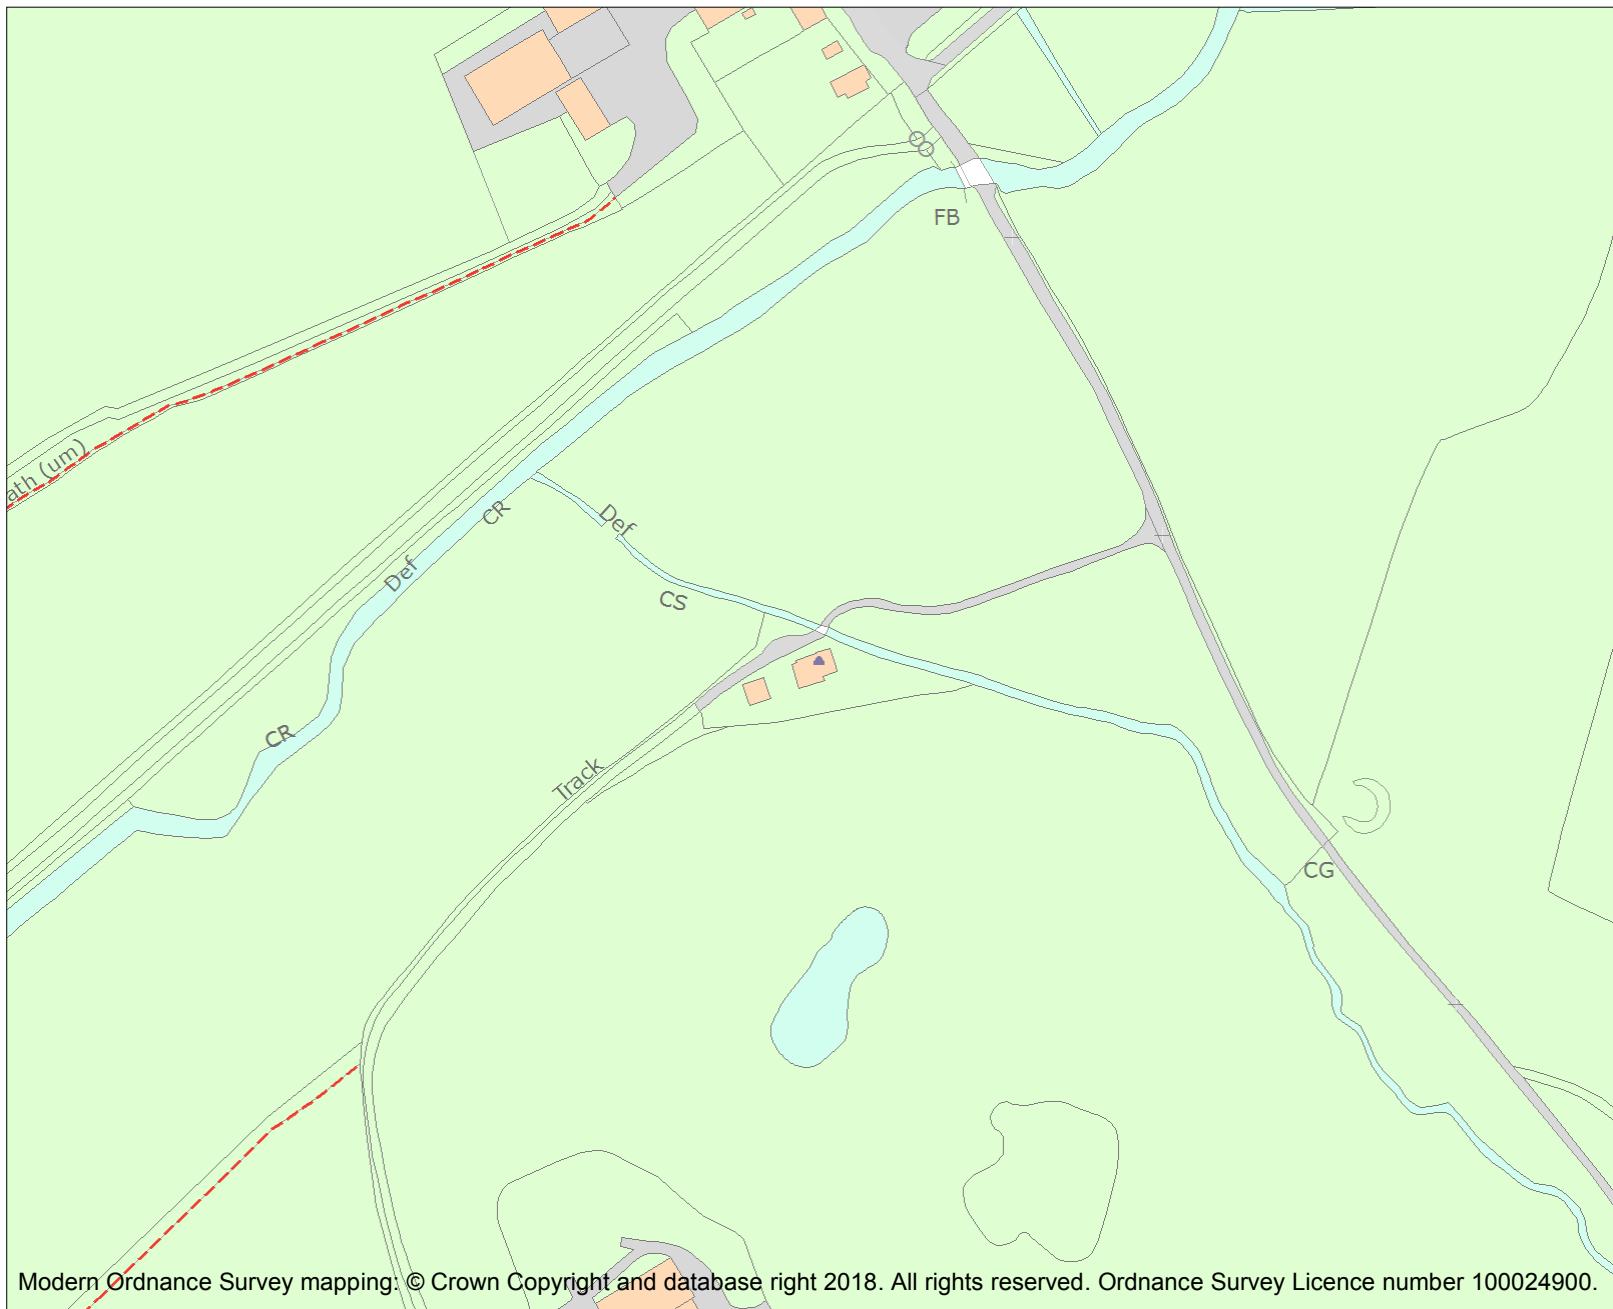 FB
ath (um)
CR
Def
Def
CS
CR
Track
CG
Modern Ordnance Survey mapping: © Crown Copyright and database right 2018. All rights reserved. Ordnance Survey Licence number 100024900.